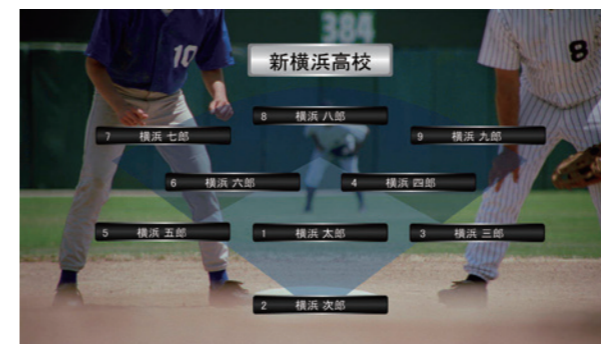 384
10
8
新横浜高校
8 横浜 八郎
7 横浜 七郎
9 横浜 九郎
6 横浜 六郎
4 横浜 四郎
5 横浜 五郎
1 横浜 太郎
3 横浜 三郎
2 横浜 次郎